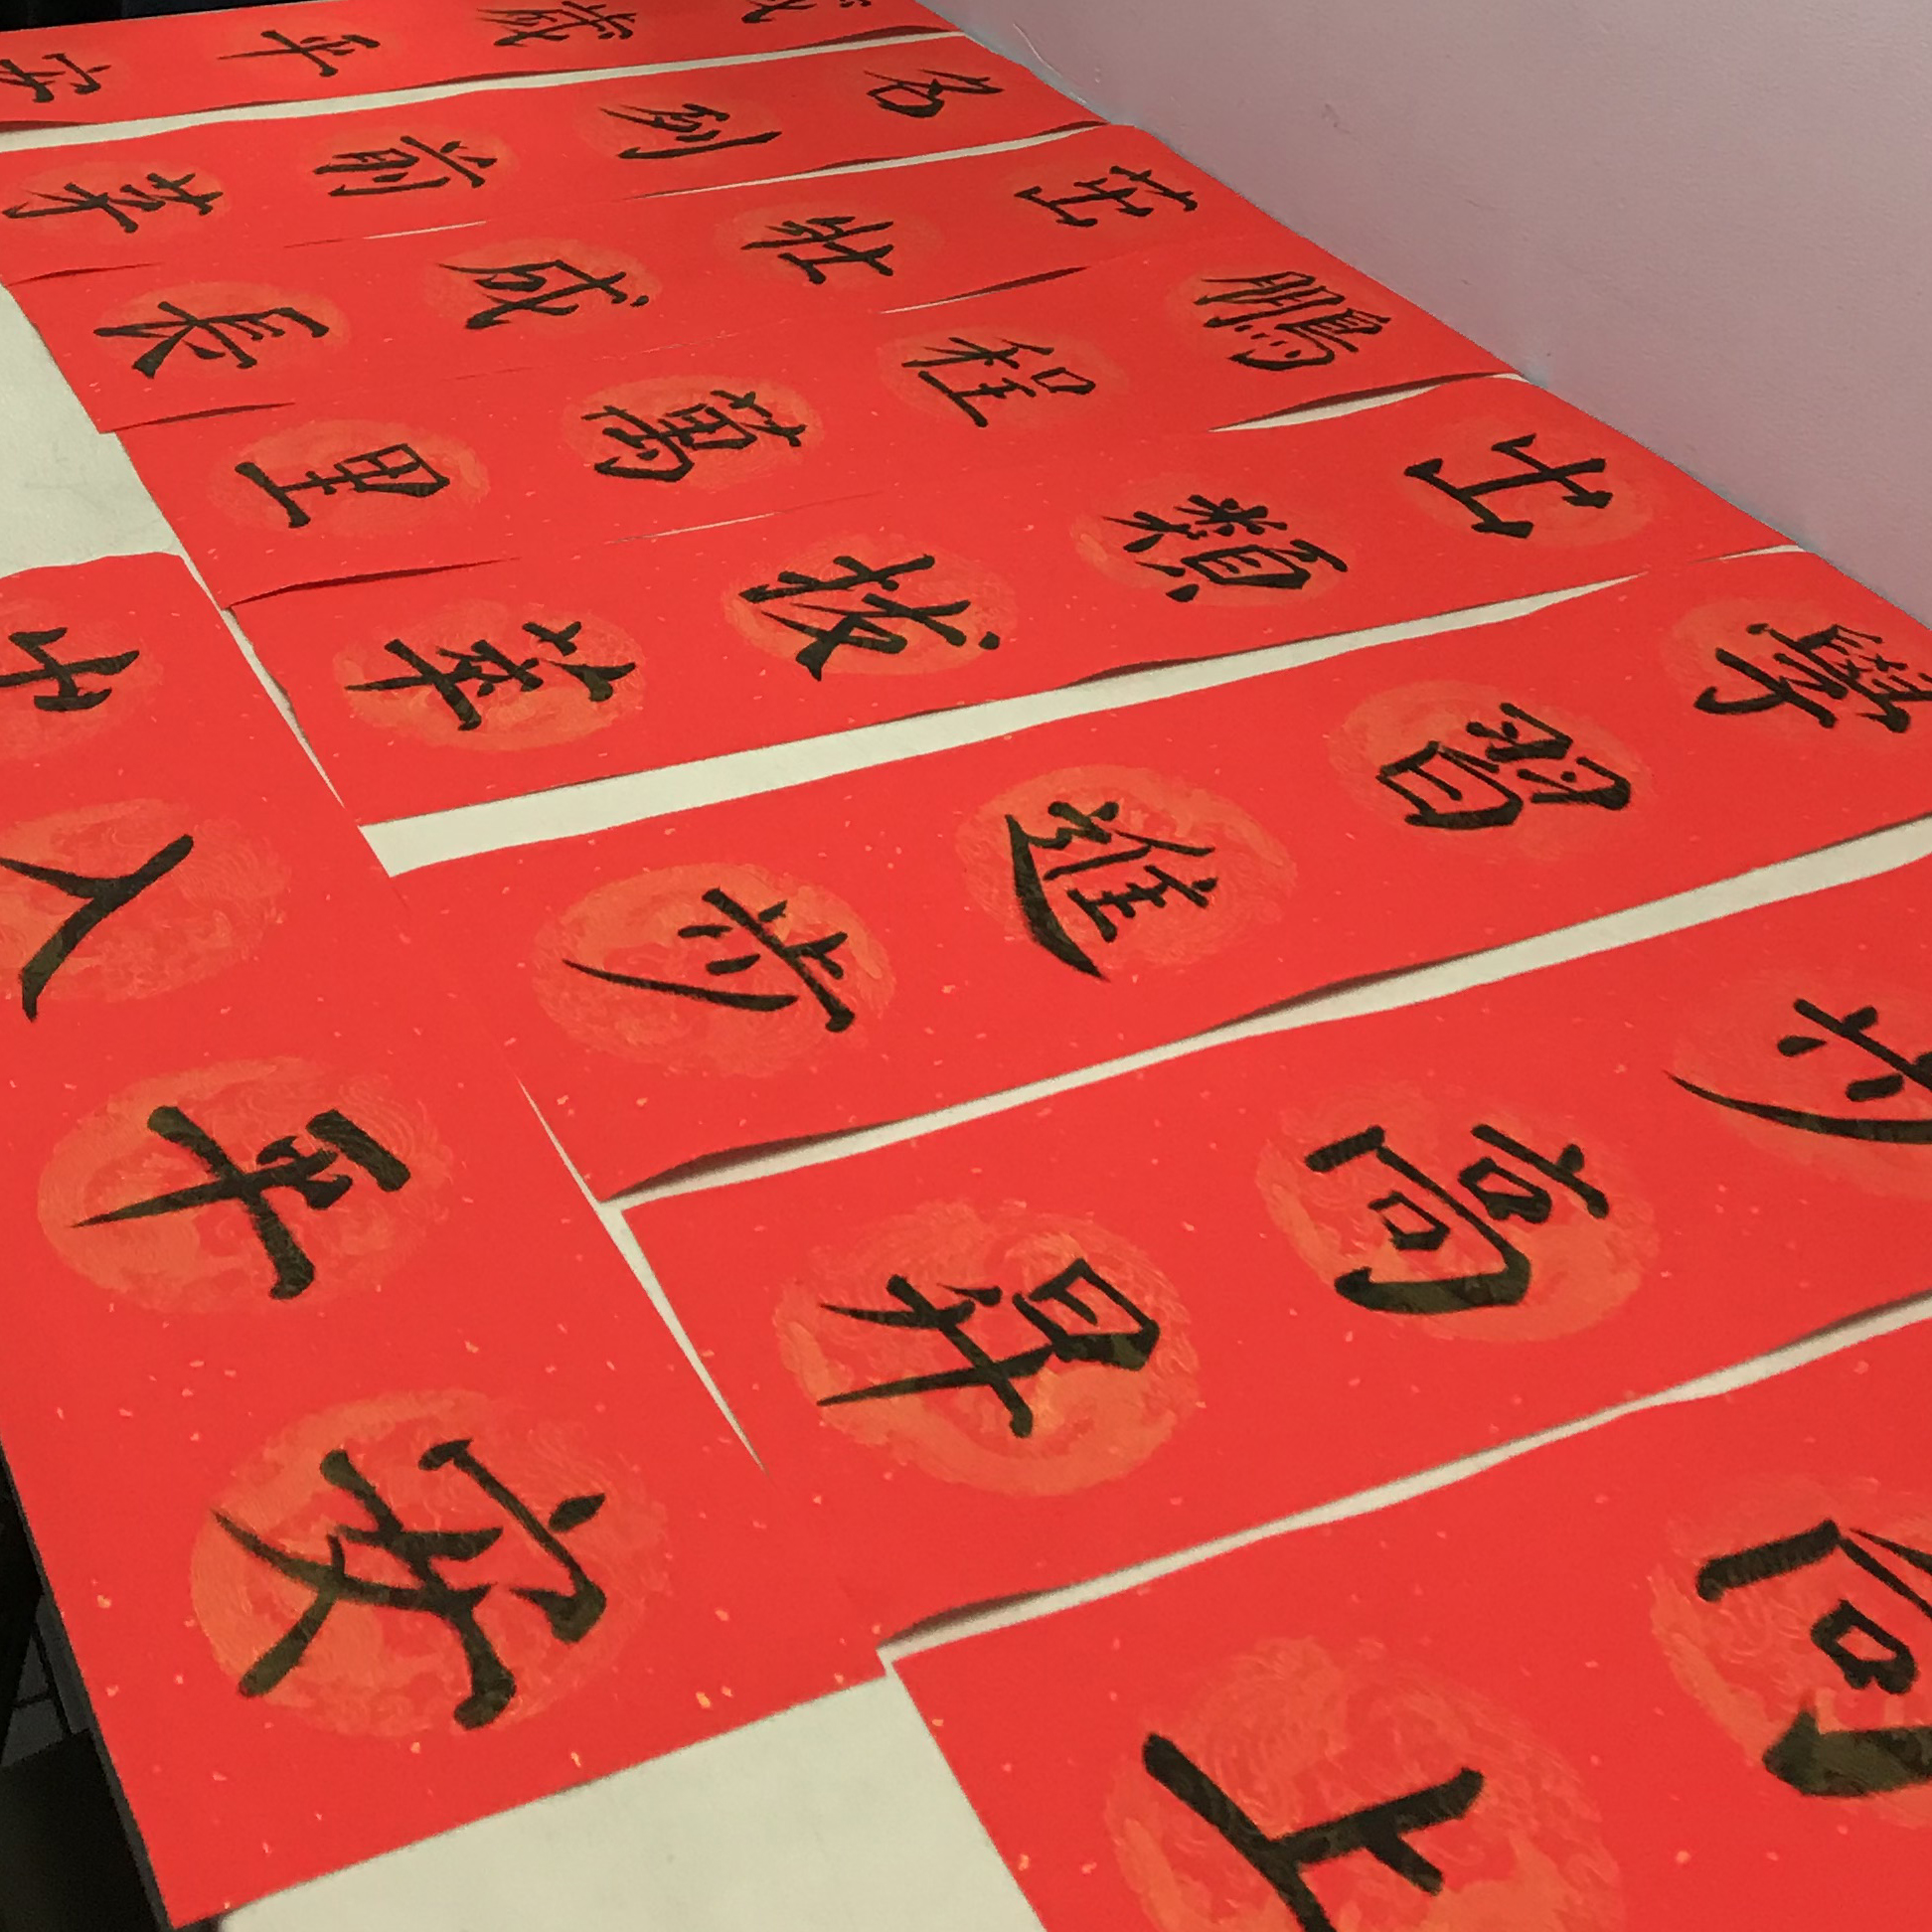 歲歲平安
名列前茅
茁壯成長
鵬程萬里
出類拔萃
學習進步
步高昇
向上
出入平安